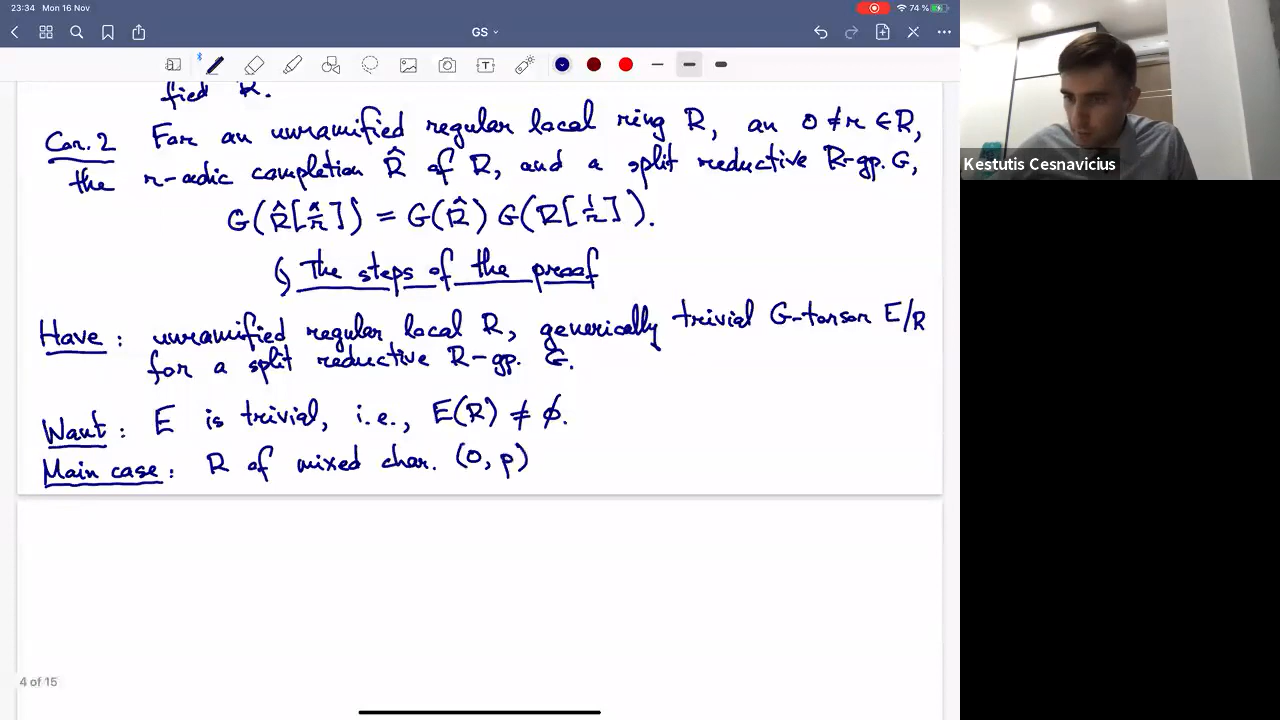 23:34 Mon 16 Nov
74 %
GS
fied R.
Cor. 2 For an unramified regular local ring R, an 0 ≠ r ∈ R,
the r-adic completion R̂ of R, and a split reductive R-gp. G,
G(R̂[1/r]) = G(R̂) G(R[1/r]).
The steps of the proof
Have: unramified regular local R, generically trivial G-torsor E/R
for a split reductive R-gp. G.
Want: E is trivial, i.e., E(R) ≠ ∅.
Main case: R of mixed char. (0, p)
4 of 15
Kestutis Cesnavicius